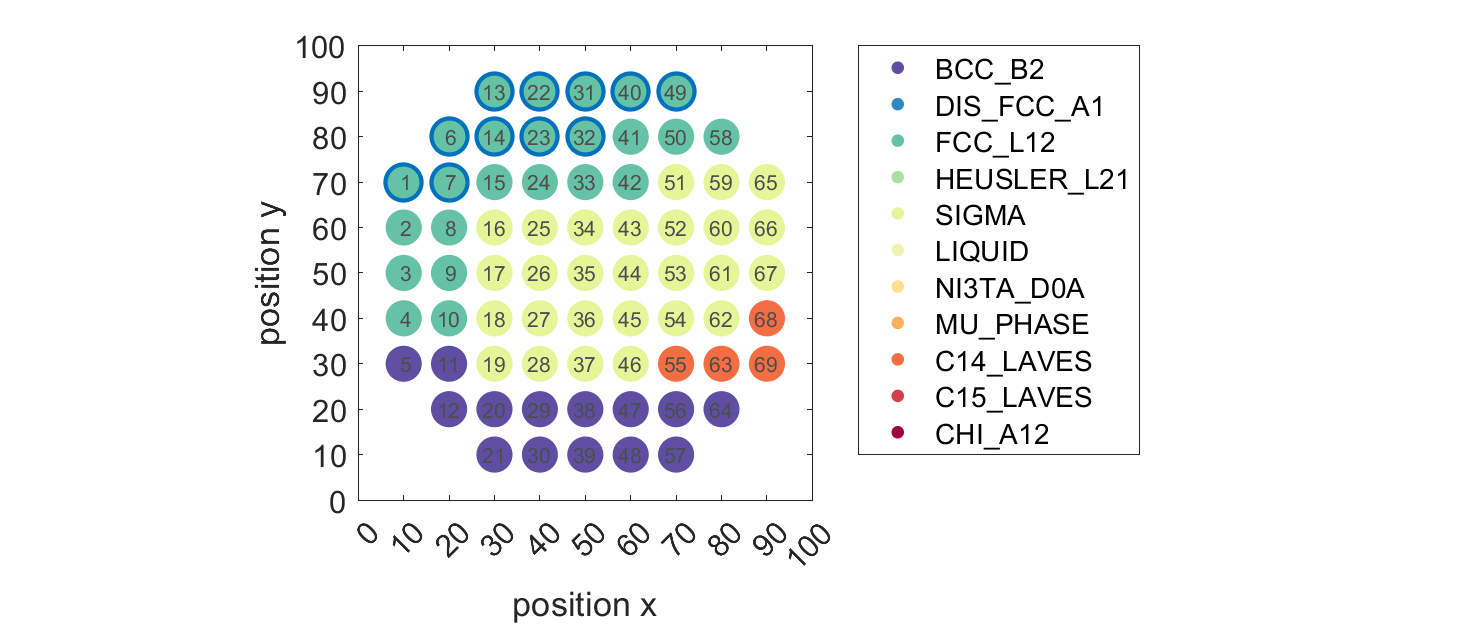 100
90
80
70
60
50
40
30
20
10
0
position y
13 22 31 40 49
6 14 23 32 41 50 58
1 7 15 24 33 42 51 59 65
2 8 16 25 34 43 52 60 66
3 9 17 26 35 44 53 61 67
4 10 18 27 36 45 54 62 68
5 11 19 28 37 46 55 63 69
12 20 29 38 47 56 64
21 30 39 48 57
0 10 20 30 40 50 60 70 80 90 100
position x
BCC_B2
DIS_FCC_A1
FCC_L12
HEUSLER_L21
SIGMA
LIQUID
NI3TA_D0A
MU_PHASE
C14_LAVES
C15_LAVES
CHI_A12